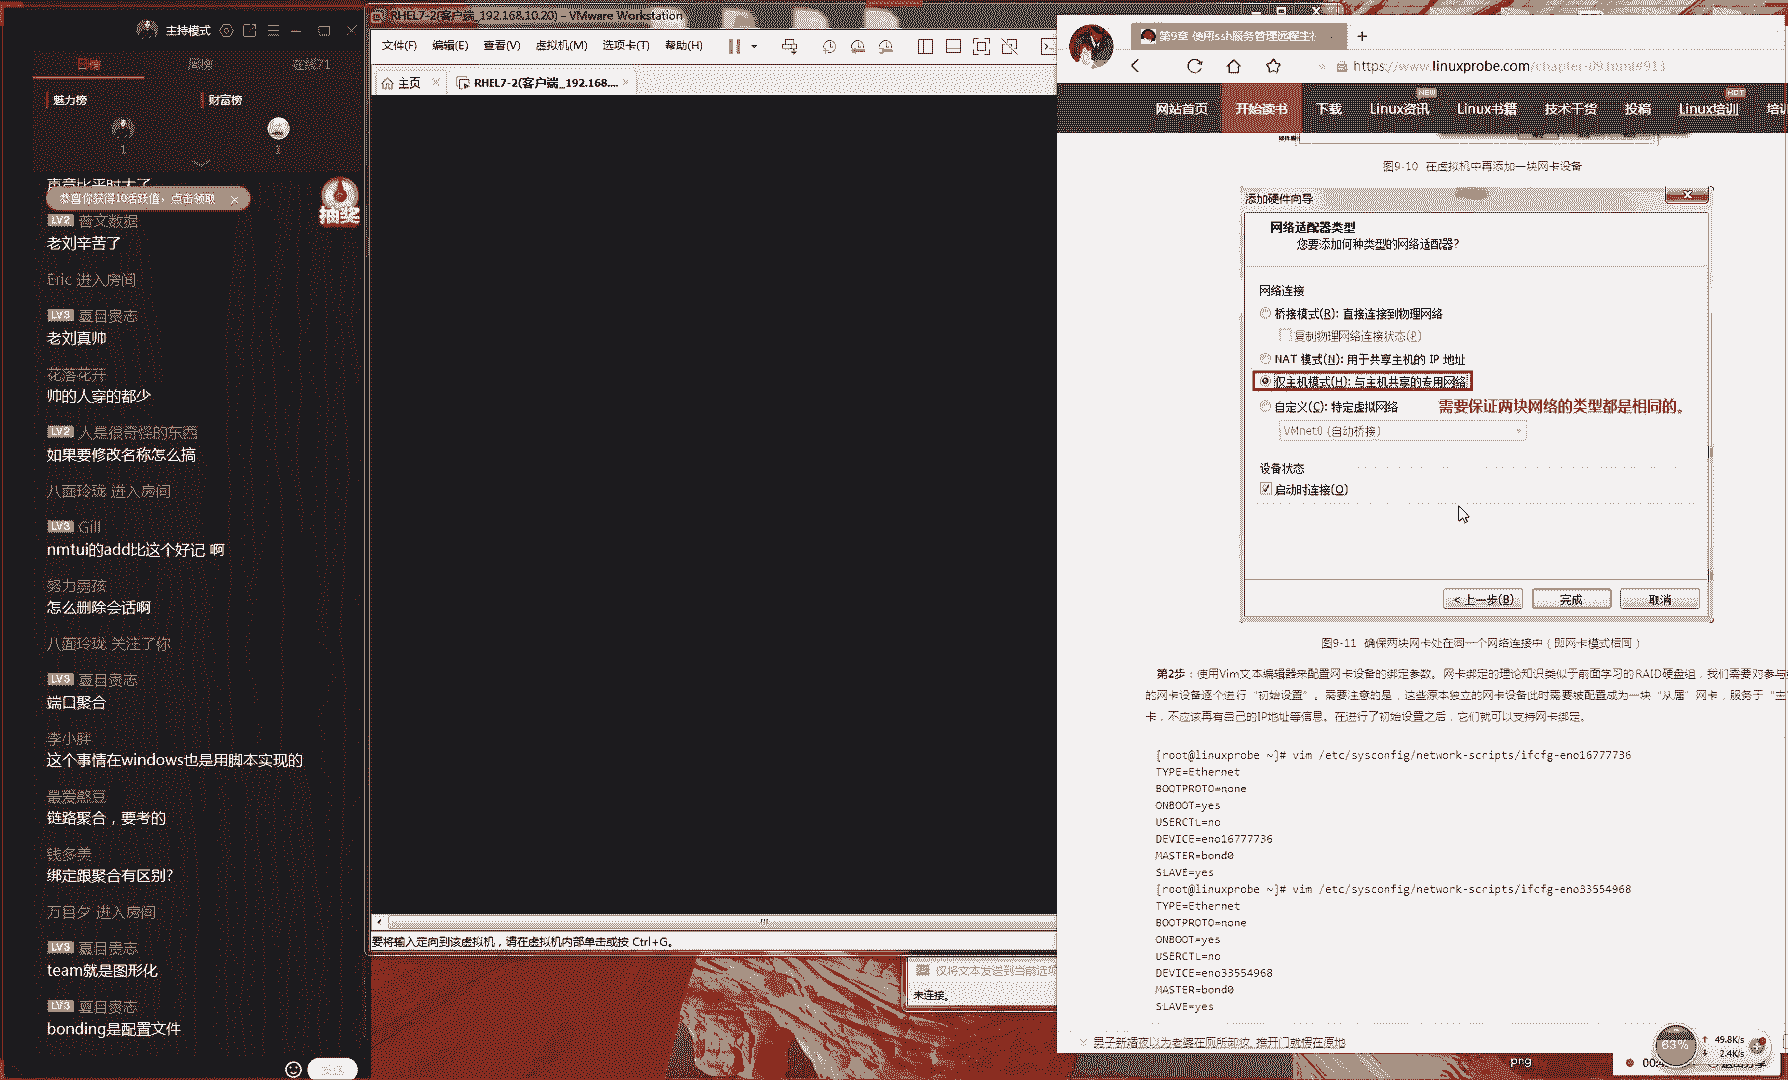 主持模式
日榜 周榜 在线71
魅力榜 财富榜
1 1
声音比平时大了
恭喜你获得10活跃值，点击领取
抽奖
LV2 荟文数据
老刘辛苦了
Eric 进入房间
LV3 夏目贵志
老刘真帅
花落花开
帅的人穿的都少
LV2 人是很奇怪的东西
如果要修改名称怎么搞
八面玲珑 进入房间
LV3 Gill
nmtui的add比这个好记 啊
努力男孩
怎么删除会话啊
八面玲珑 关注了你
LV3 夏目贵志
端口聚合
李小胖
这个事情在windows也是用脚本实现的
最爱憨豆
链路聚合，要考的
钱多美
绑定跟聚合有区别?
万目夕 进入房间
LV3 夏目贵志
team就是图形化
LV3 夏目贵志
bonding是配置文件
发送
RHEL7-2(客户端_192.168.10.20) - VMware Workstation
文件(F) 编辑(E) 查看(V) 虚拟机(M) 选项卡(T) 帮助(H)
主页 RHEL7-2(客户端_192.168....
要将输入定向到该虚拟机，请在虚拟机内部单击或按 Ctrl+G。
仅将文本发送到当前选项
未连接。
第9章 使用ssh服务管理远程主机
https://www.linuxprobe.com/chapter-09.html#913
网站首页 开始读书 下载 Linux资讯 NEW Linux书籍 技术干货 投稿 Linux培训 HOT 培训
图9-10 在虚拟机中再添加一块网卡设备
添加硬件向导
网络适配器类型
您要添加何种类型的网络适配器?
网络连接
桥接模式(R): 直接连接到物理网络
复制物理网络连接状态(P)
NAT 模式(N): 用于共享主机的 IP 地址
仅主机模式(H): 与主机共享的专用网络
自定义(C): 特定虚拟网络 需要保证两块网络的类型都是相同的。
VMnet0 (自动桥接)
设备状态
启动时连接(O)
< 上一步(B) 完成 取消
图9-11 确保两块网卡处在同一个网络连接中（即网卡模式相同）
第2步：使用Vim文本编辑器来配置网卡设备的绑定参数。网卡绑定的理论知识类似于前面学习的RAID硬盘组，我们需要对参与
的网卡设备逐个进行“初始设置”。需要注意的是，这些原本独立的网卡设备此时需要被配置成为一块“从属”网卡，服务于“主
卡，不应该再有自己的IP地址等信息。在进行了初始设置之后，它们就可以支持网卡绑定。
[root@linuxprobe ~]# vim /etc/sysconfig/network-scripts/ifcfg-eno16777736
TYPE=Ethernet
BOOTPROTO=none
ONBOOT=yes
USERCTL=no
DEVICE=eno16777736
MASTER=bond0
SLAVE=yes
[root@linuxprobe ~]# vim /etc/sysconfig/network-scripts/ifcfg-eno33554968
TYPE=Ethernet
BOOTPROTO=none
ONBOOT=yes
USERCTL=no
DEVICE=eno33554968
MASTER=bond0
SLAVE=yes
男子新婚夜以为老婆在厕所卸妆, 推开门就愣在原地
63% 49.8K/s
2.4K/s
png